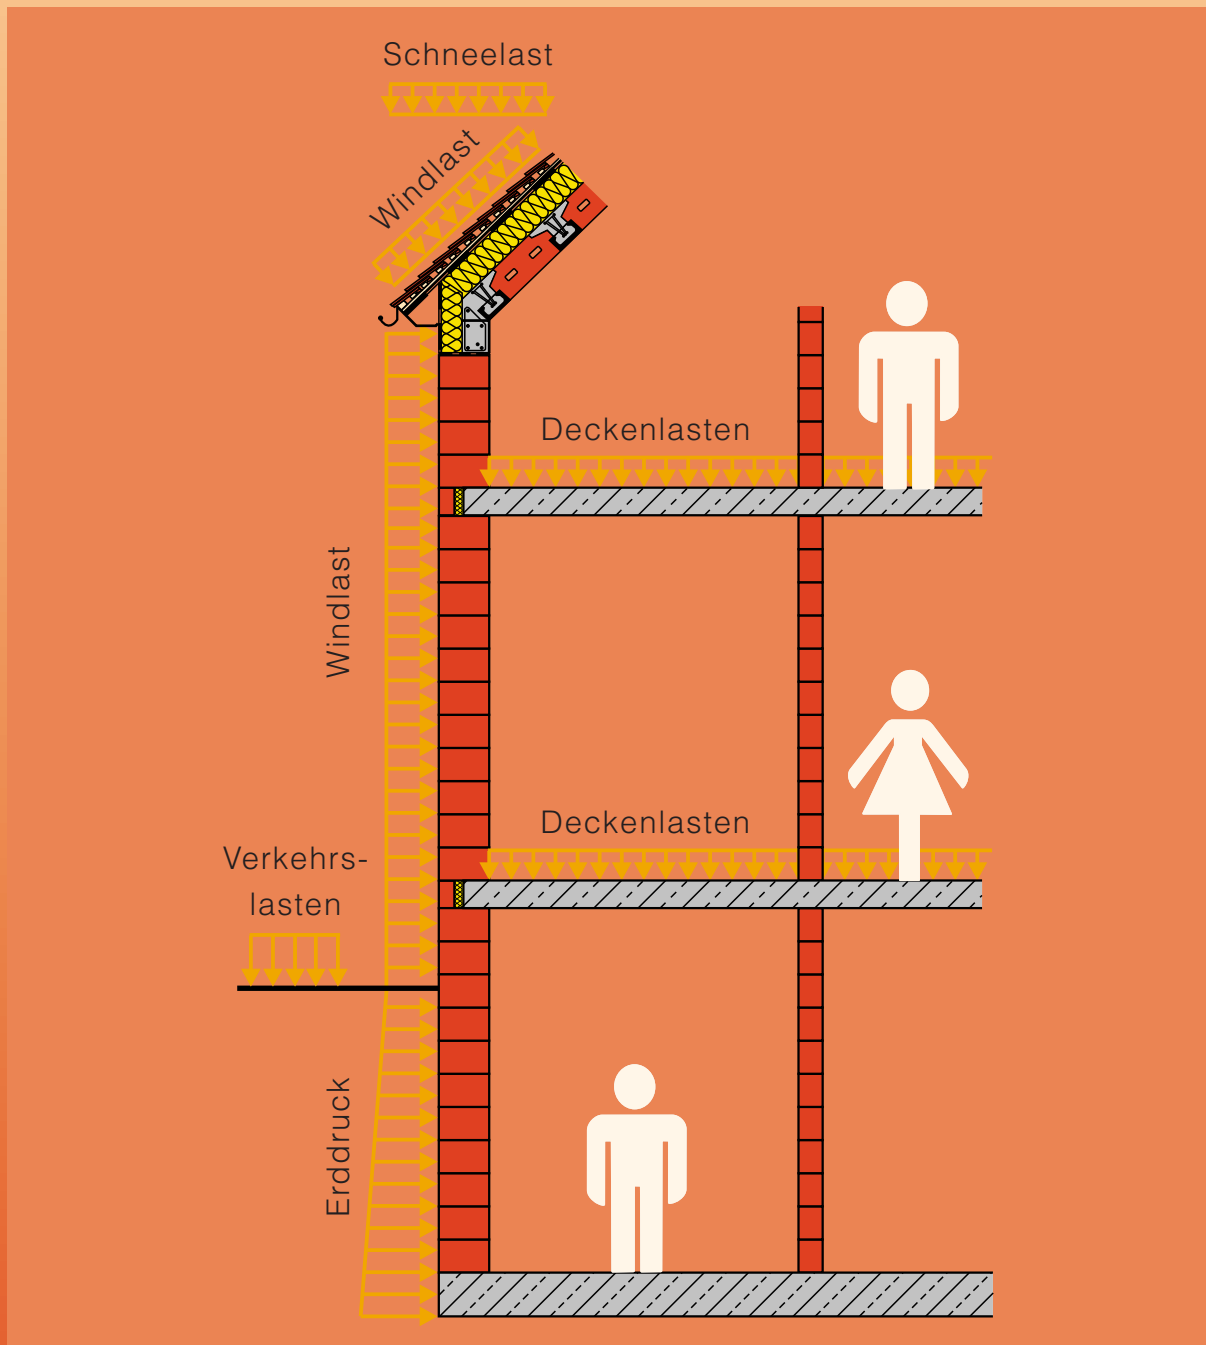 Schneelast
Windlast
Deckenlasten
Windlast
Deckenlasten
Verkehrs-
lasten
Erddruck